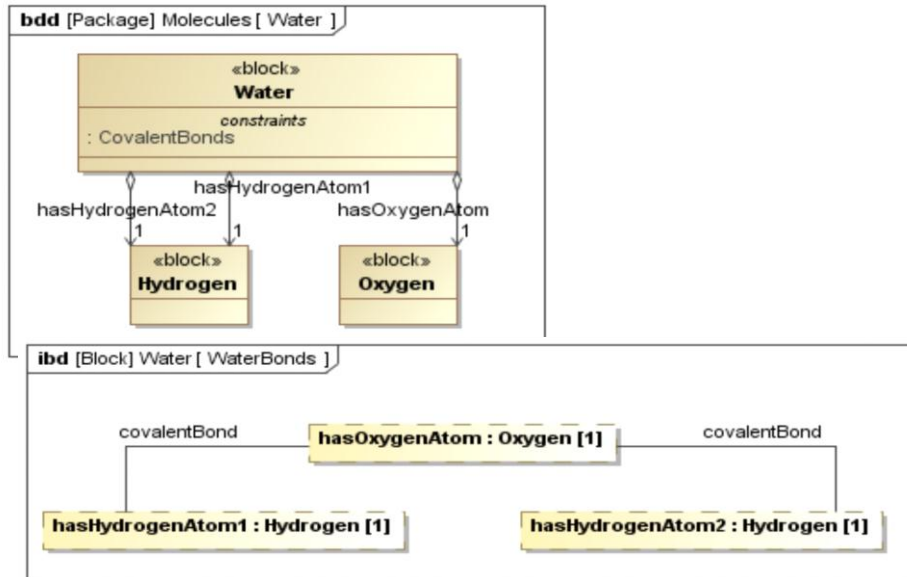 bdd [Package] Molecules [ Water ]
«block»
Water
constraints
: CovalentBonds
hasHydrogenAtom1
hasHydrogenAtom2
hasOxygenAtom
1
1
1
«block»
Hydrogen
«block»
Oxygen
ibd [Block] Water [ WaterBonds ]
covalentBond
hasOxygenAtom : Oxygen [1]
covalentBond
hasHydrogenAtom1 : Hydrogen [1]
hasHydrogenAtom2 : Hydrogen [1]